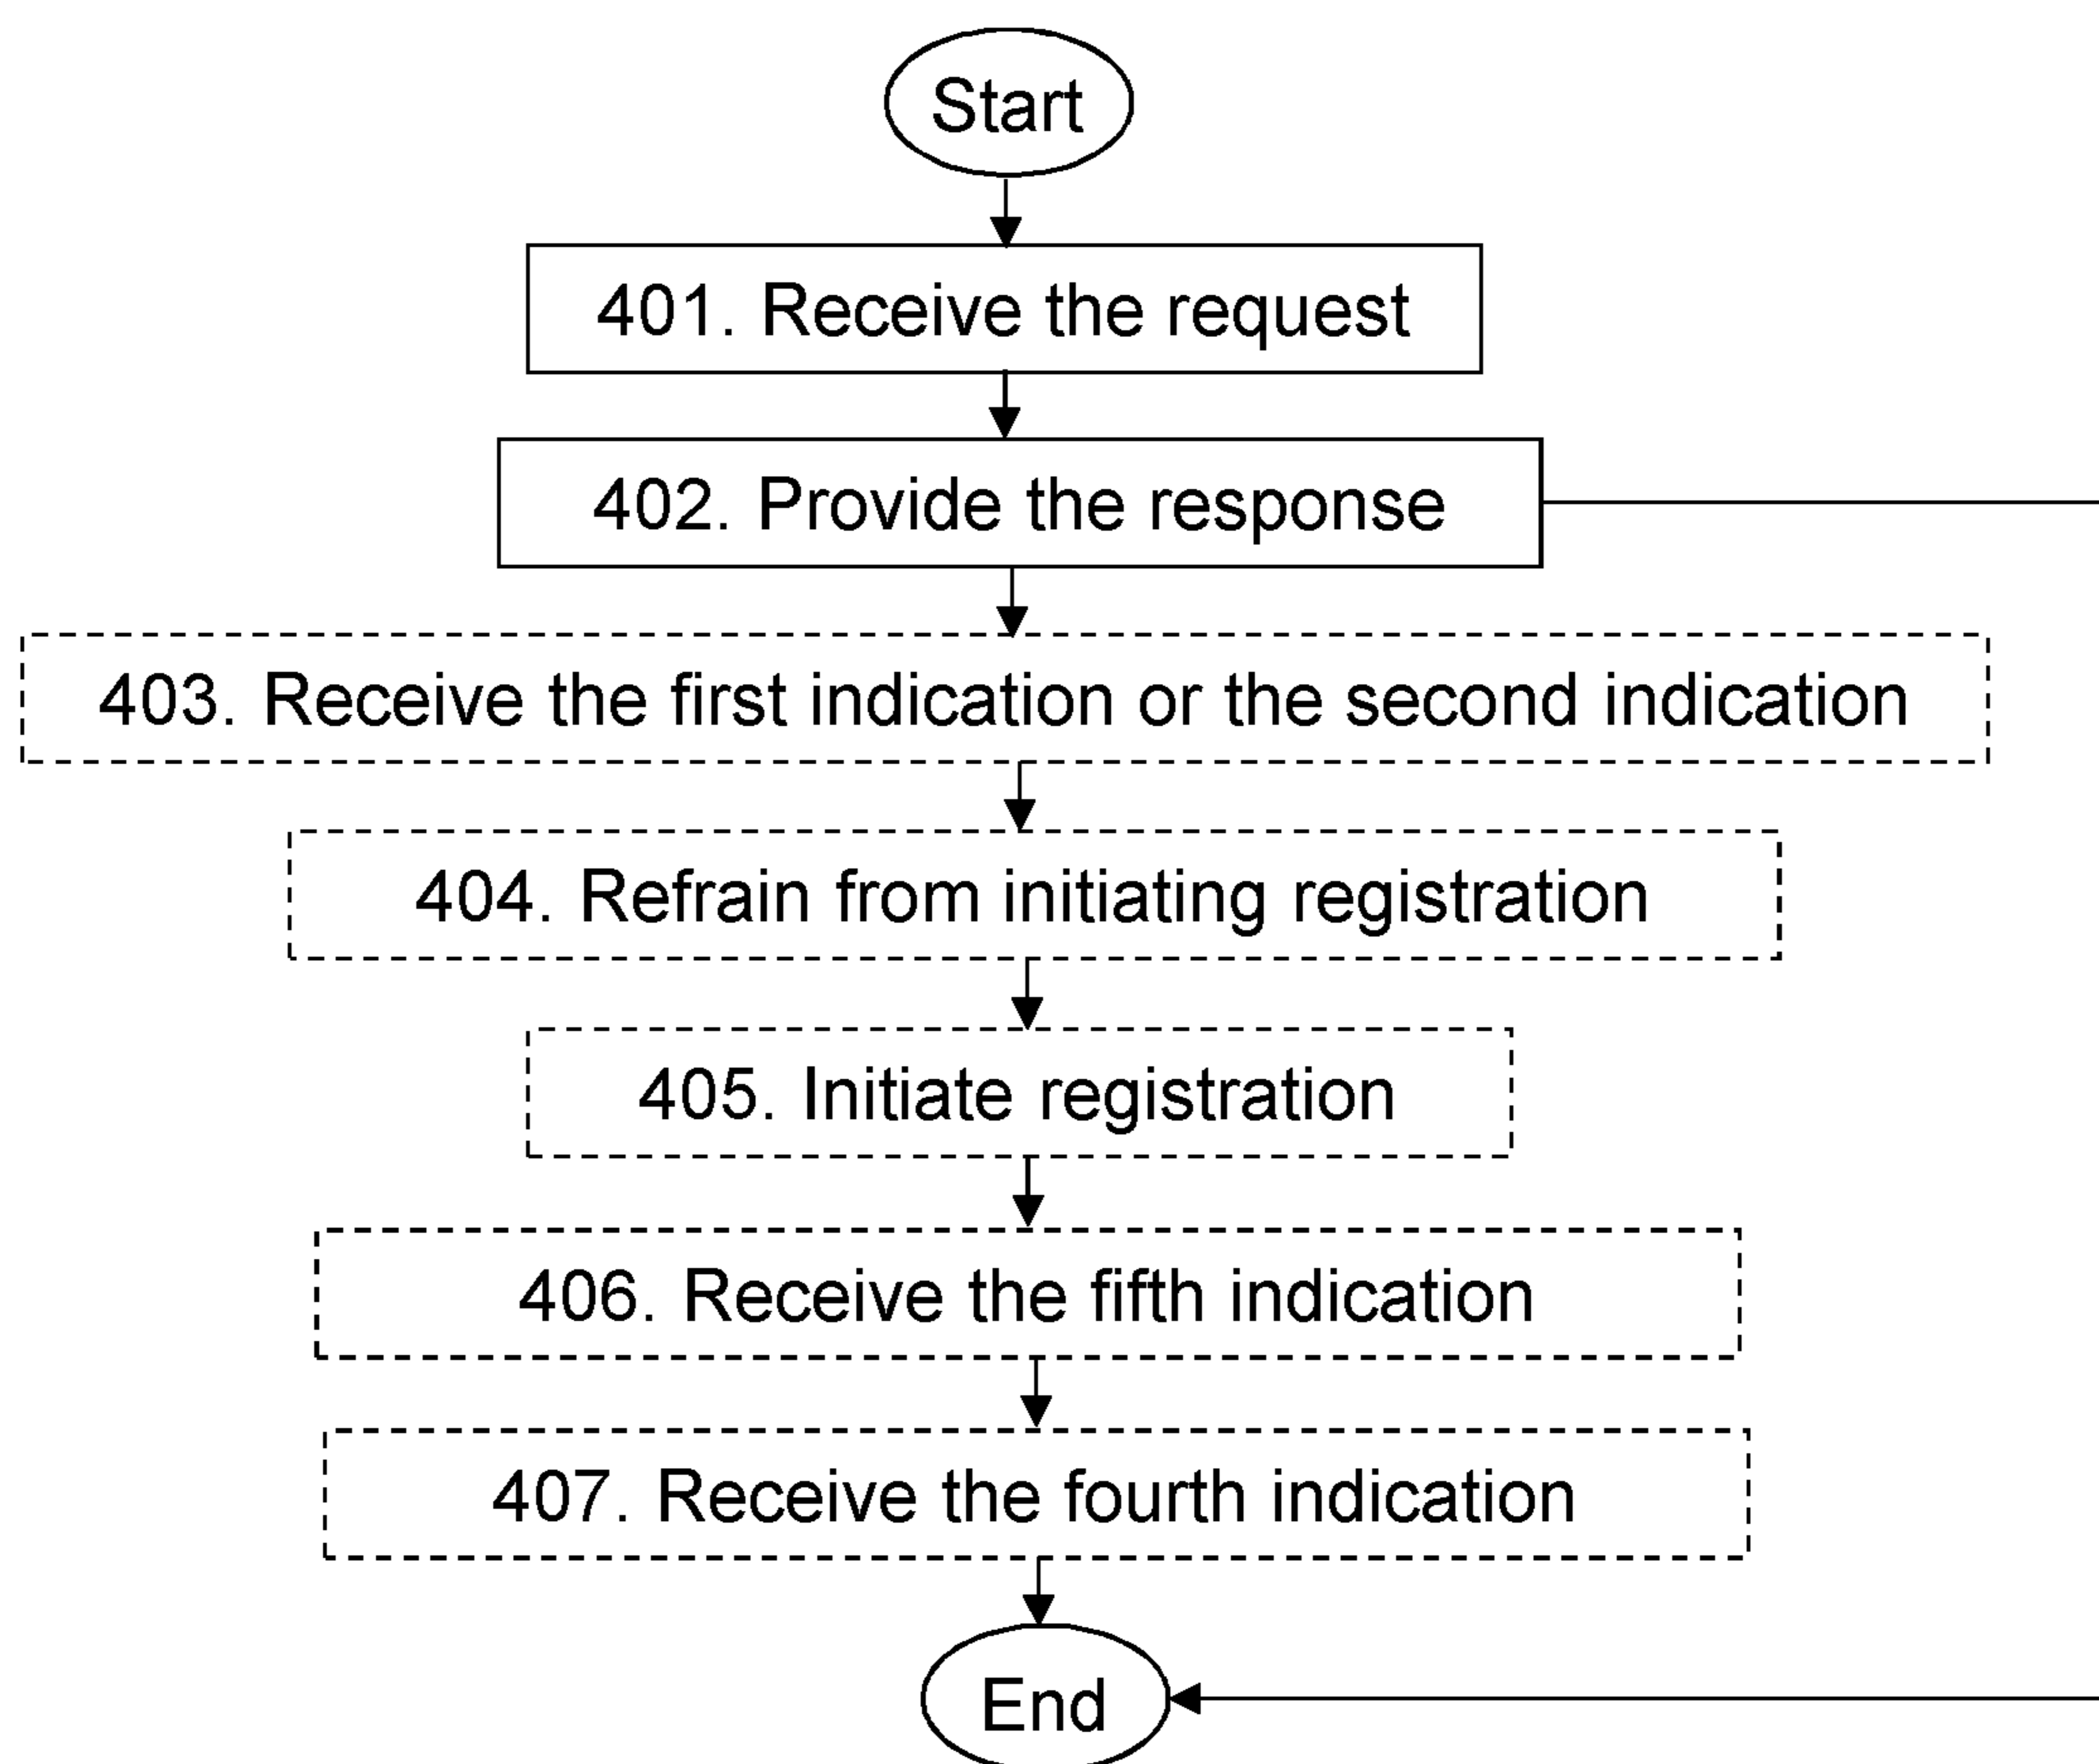 Start
401. Receive the request
402. Provide the response
403. Receive the first indication or the second indication
404. Refrain from initiating registration
405. Initiate registration
406. Receive the fifth indication
407. Receive the fourth indication
End